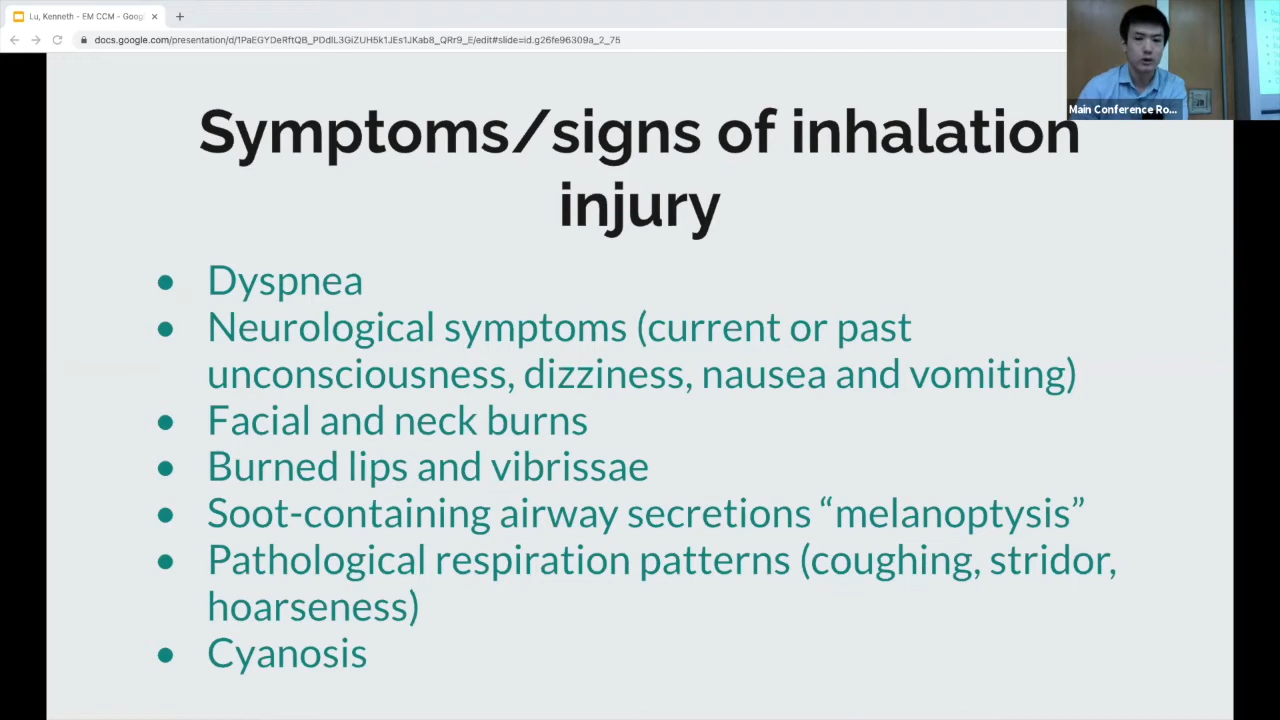 Lu, Kenneth - EM CCM - Goog
docs.google.com/presentation/d/1PaEGYDeRftQB_PDdlL3GiZUH5k1JEs1JKab8_QRr9_E/edit#slide=id.g26fe96309a_2_75
Main Conference Ro...
Symptoms/signs of inhalation
injury
● Dyspnea
● Neurological symptoms (current or past
unconsciousness, dizziness, nausea and vomiting)
● Facial and neck burns
● Burned lips and vibrissae
● Soot-containing airway secretions “melanoptysis”
● Pathological respiration patterns (coughing, stridor,
hoarseness)
● Cyanosis